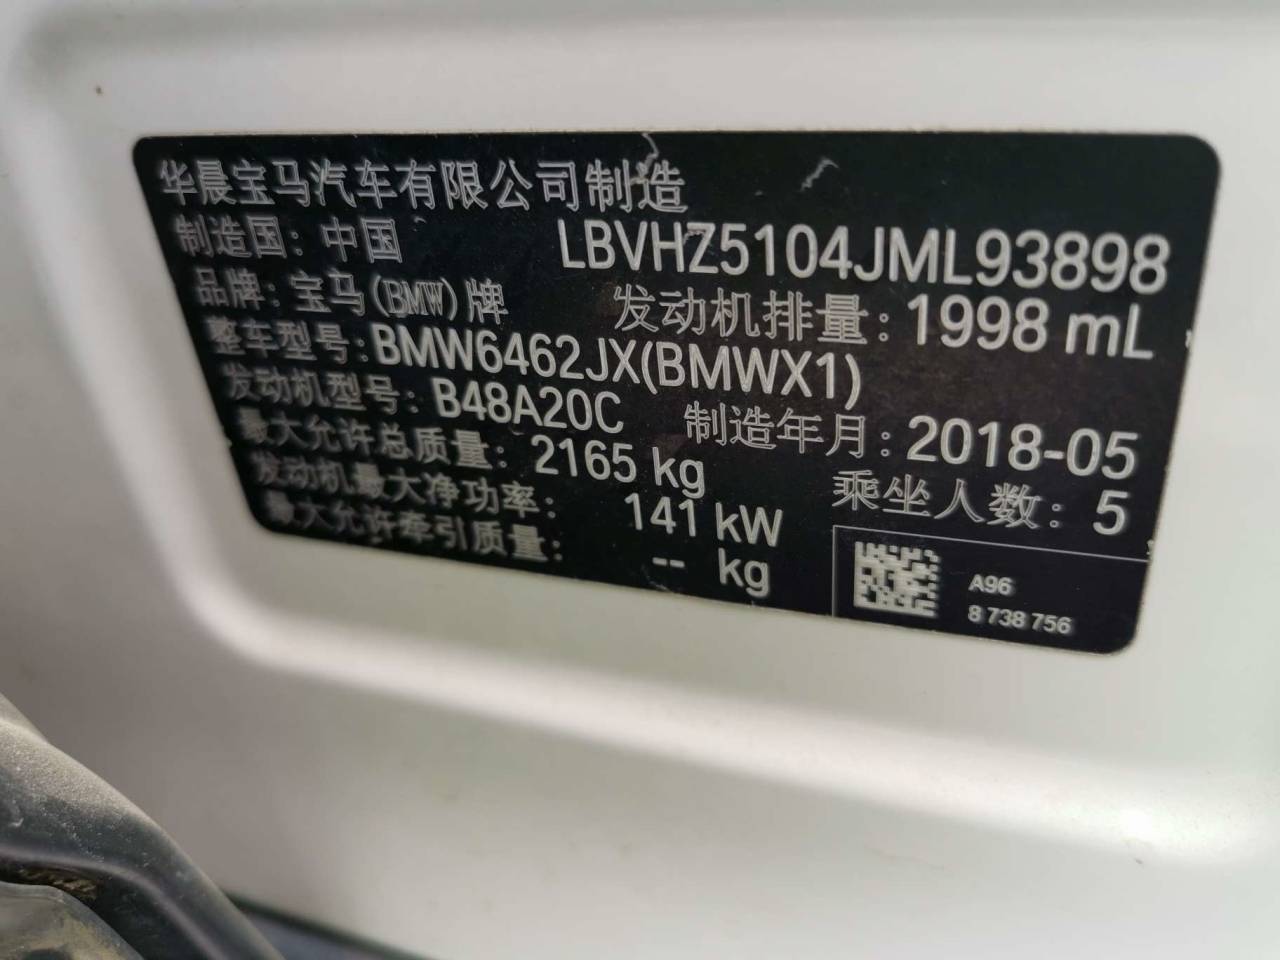 华晨宝马汽车有限公司制造
制造国: 中国 LBVHZ5104JML93898
品牌: 宝马(BMW)牌 发动机排量: 1998 mL
整车型号: BMW6462JX(BMWX1)
发动机型号: B48A20C 制造年月: 2018-05
最大允许总质量: 2165 kg 乘坐人数: 5
发动机最大净功率: 141 kW
最大允许牵引质量: -- kg
A96
8 738 756